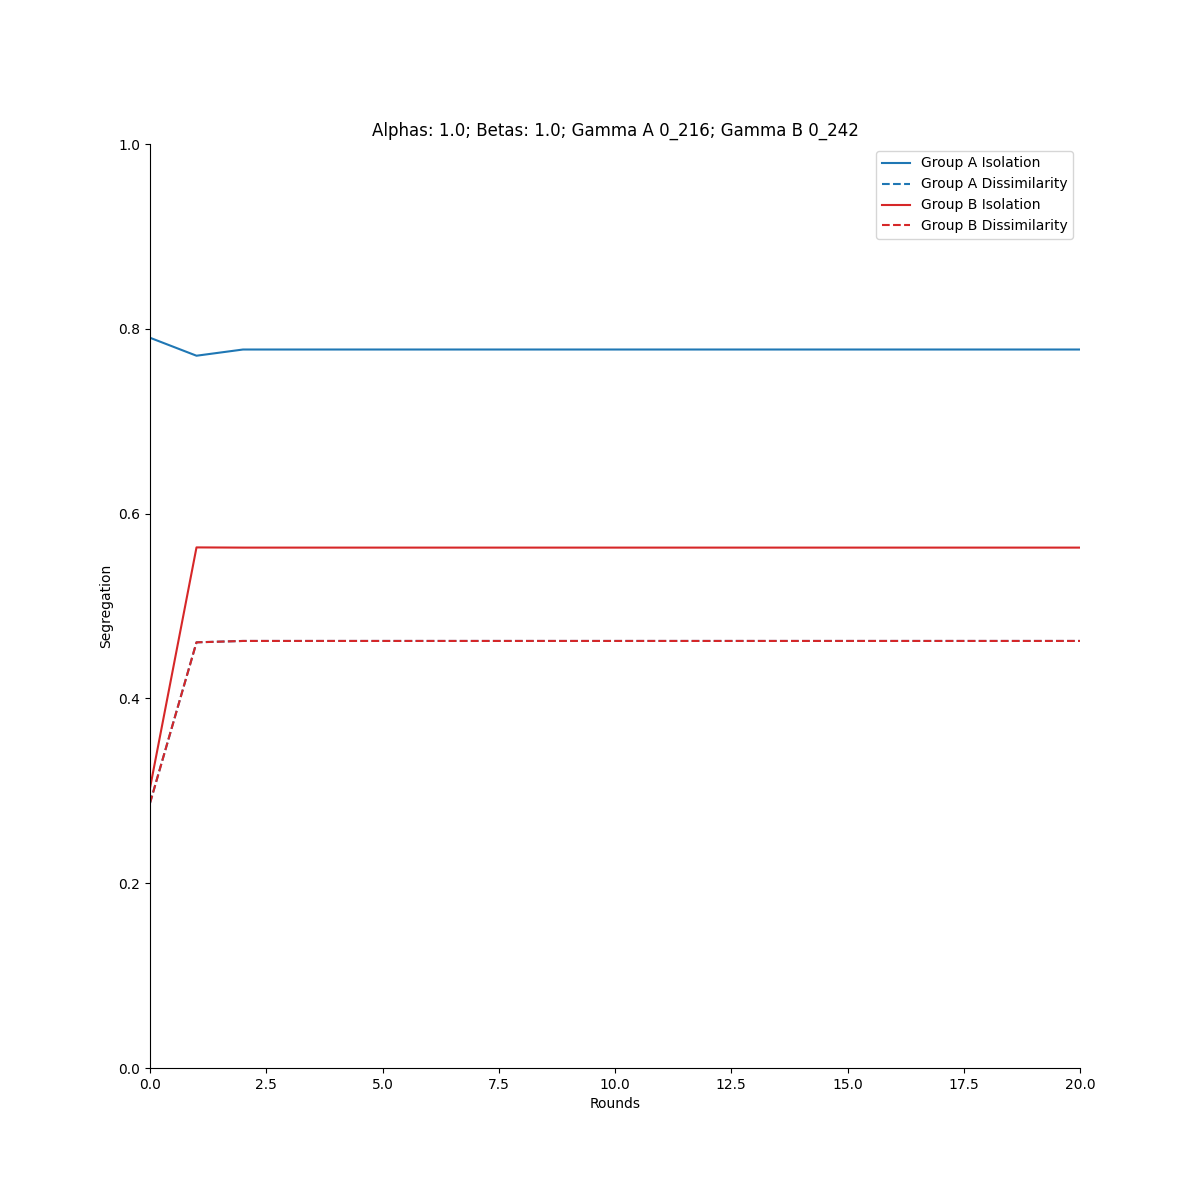 Alphas: 1.0; Betas: 1.0; Gamma A 0_216; Gamma B 0_242
Group A Isolation
Group A Dissimilarity
Group B Isolation
Group B Dissimilarity
1.0
0.8
0.6
0.4
0.2
0.0
Segregation
0.0 2.5 5.0 7.5 10.0 12.5 15.0 17.5 20.0
Rounds